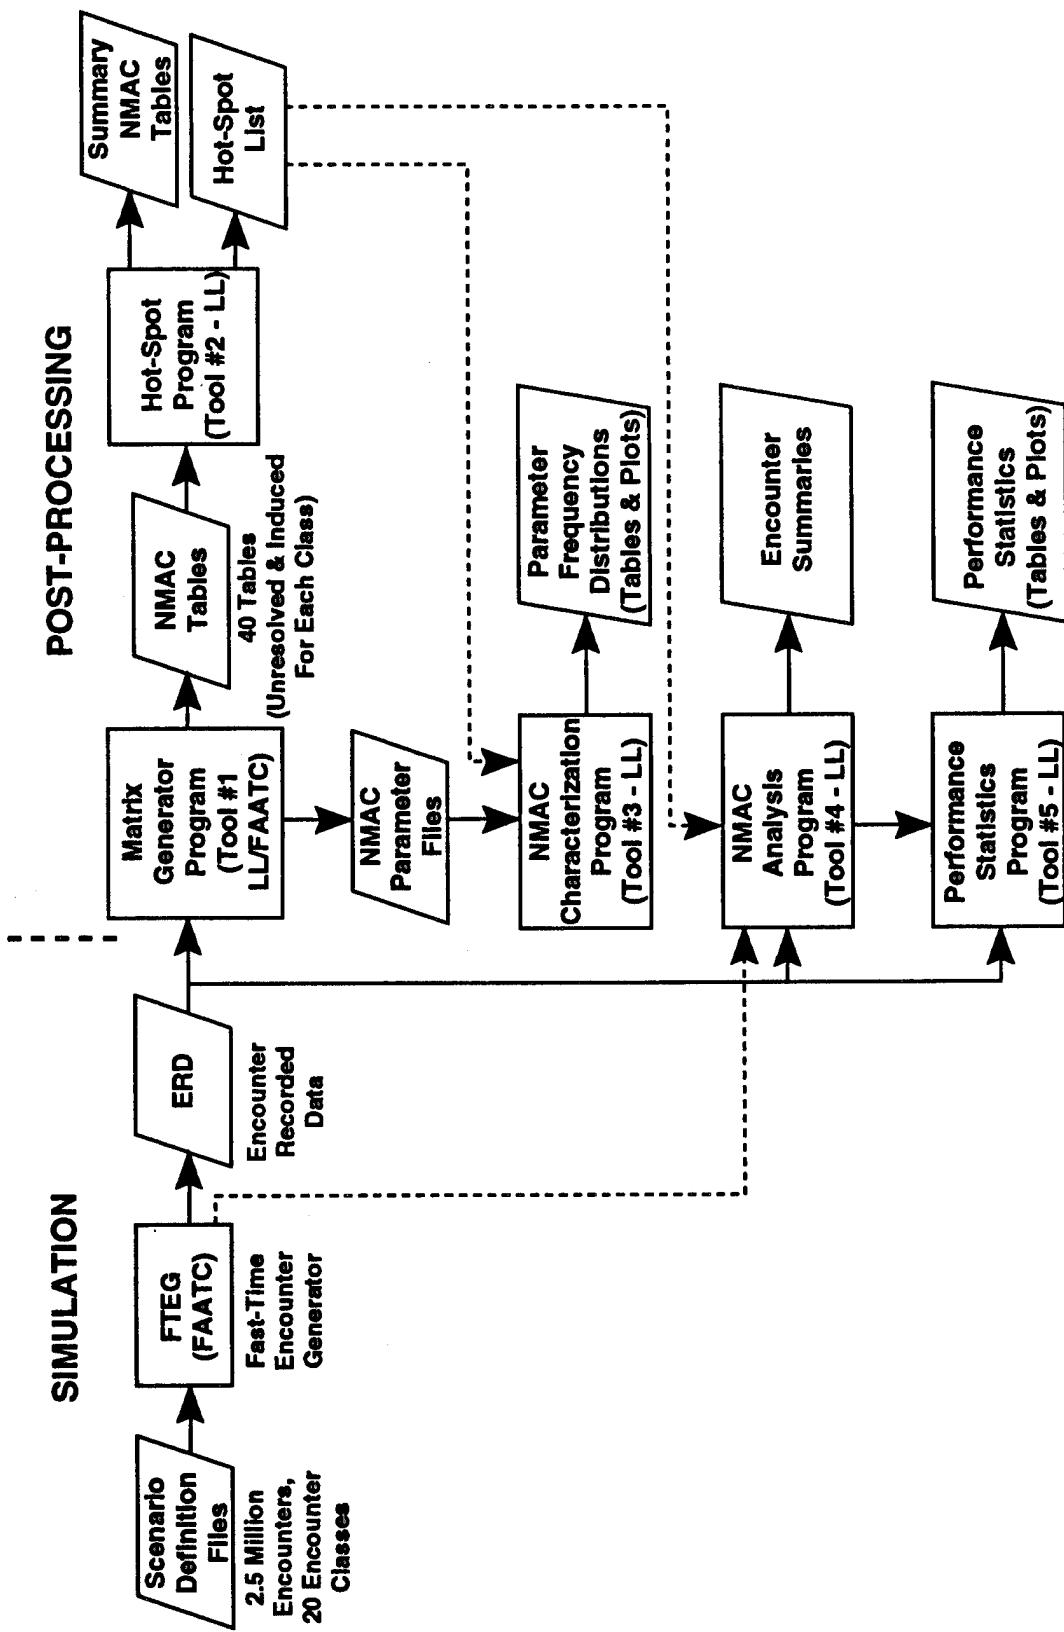 SIMULATION
POST-PROCESSING
Scenario
Definition
Files
2.5 Million
Encounters,
20 Encounter
Classes
FTEG
(FAATC)
Fast-Time
Encounter
Generator
ERD
Encounter
Recorded
Data
Matrix
Generator
Program
(Tool #1
LL/FAATC)
NMAC
Tables
40 Tables
(Unresolved & Induced
For Each Class)
Hot-Spot
Program
(Tool #2 - LL)
Summary
NMAC
Tables
Hot-Spot
List
NMAC
Parameter
Files
NMAC
Characterization
Program
(Tool #3 - LL)
Parameter
Frequency
Distributions
(Tables & Plots)
NMAC
Analysis
Program
(Tool #4 - LL)
Encounter
Summaries
Performance
Statistics
Program
(Tool #5 - LL)
Performance
Statistics
(Tables & Plots)